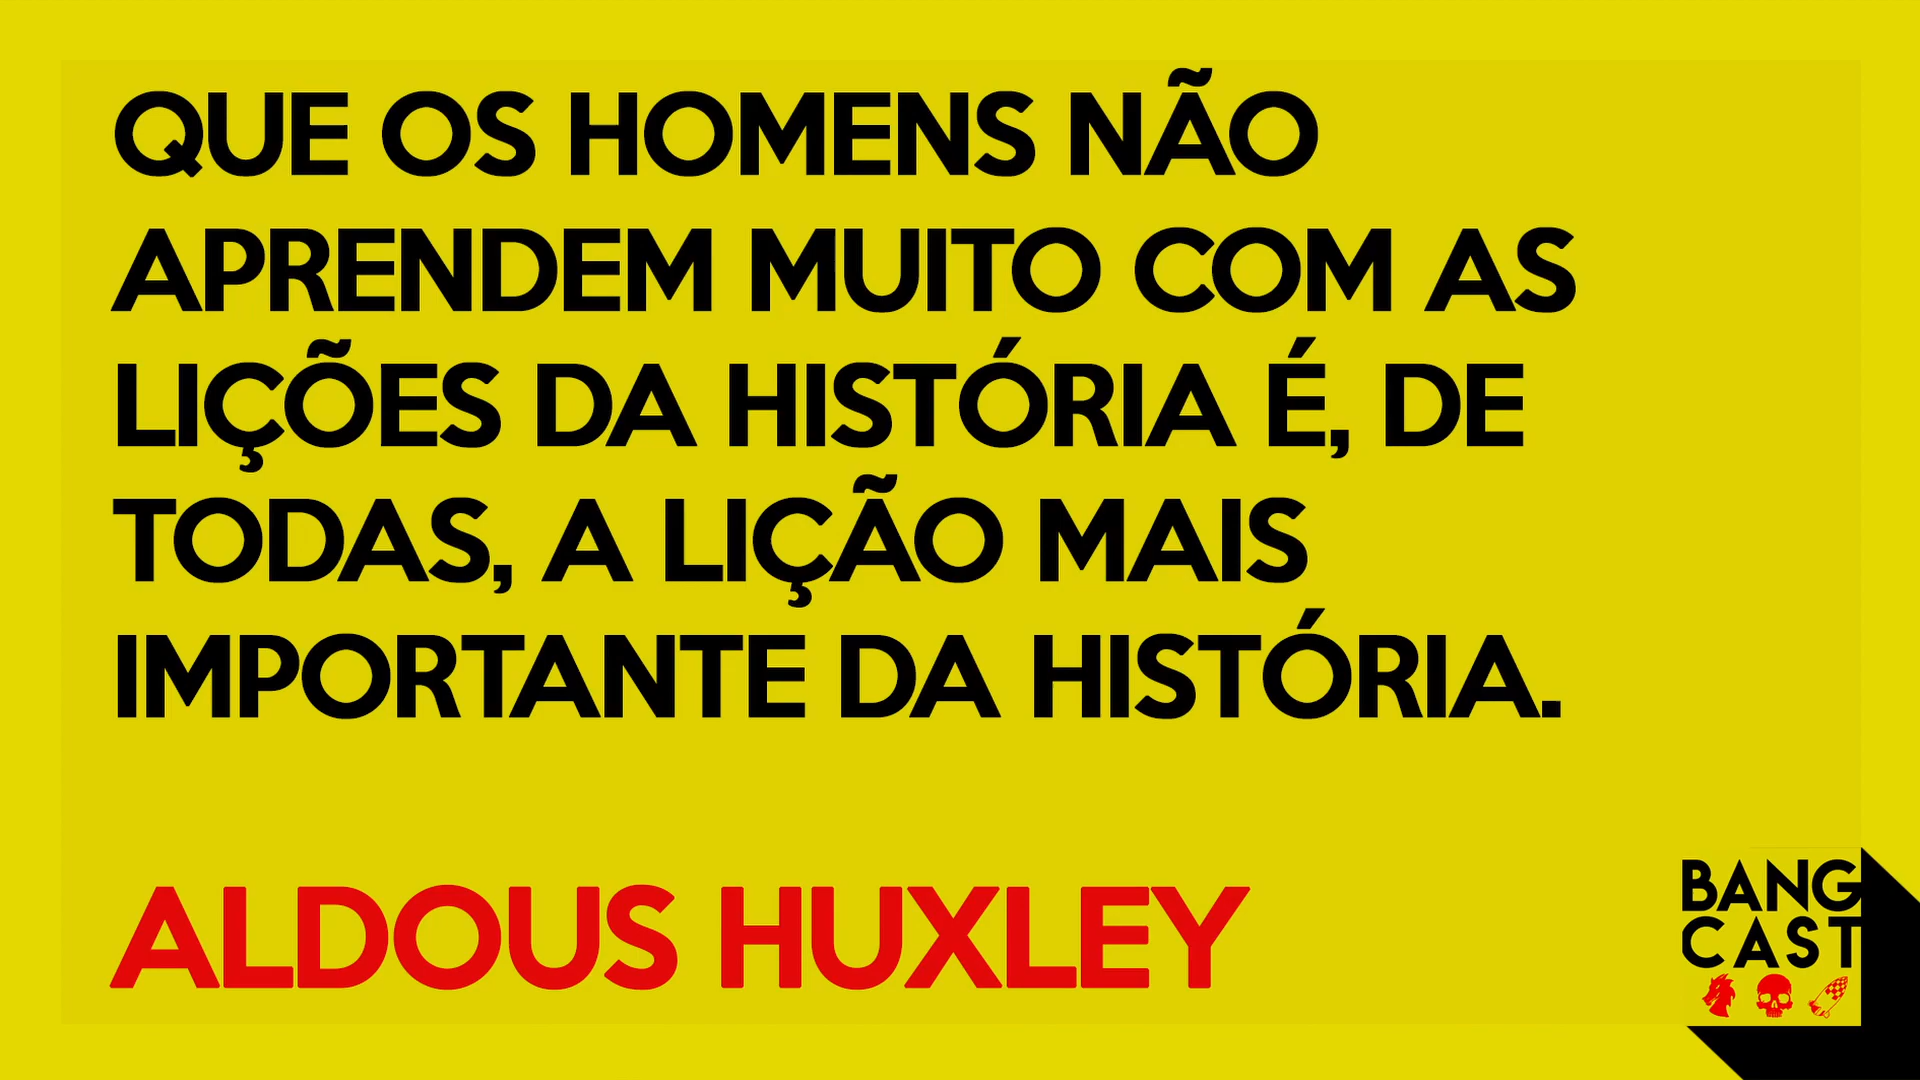 QUE OS HOMENS NÃO
APRENDEM MUITO COM AS
LIÇÕES DA HISTÓRIA É, DE
TODAS, A LIÇÃO MAIS
IMPORTANTE DA HISTÓRIA.
ALDOUS HUXLEY
BANG
CAST